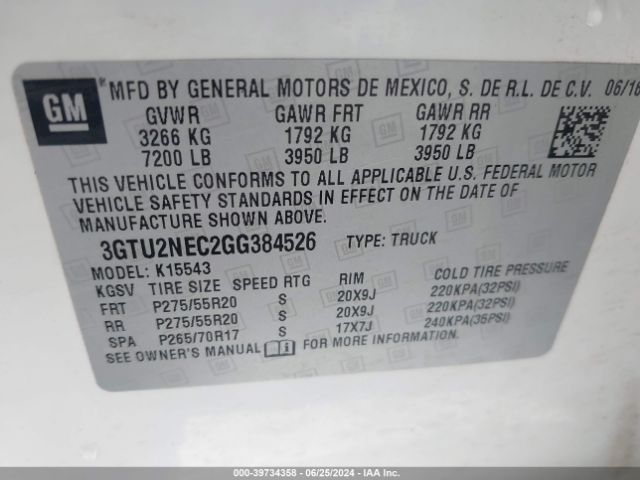 GM ® MFD BY GENERAL MOTORS DE MEXICO, S. DE R.L. DE C.V. 06/16
GVWR GAWR FRT GAWR RR
3266 KG 1792 KG 1792 KG
7200 LB 3950 LB 3950 LB
THIS VEHICLE CONFORMS TO ALL APPLICABLE U.S. FEDERAL MOTOR
VEHICLE SAFETY STANDARDS IN EFFECT ON THE DATE OF
MANUFACTURE SHOWN ABOVE.
3GTU2NEC2GG384526 TYPE: TRUCK
MODEL: K15543
KGSV TIRE SIZE SPEED RTG RIM COLD TIRE PRESSURE
FRT P275/55R20 S 20X9J 220KPA(32PSI)
RR P275/55R20 S 20X9J 220KPA(32PSI)
SPA P265/70R17 S 17X7J 240KPA(35PSI)
SEE OWNER'S MANUAL FOR MORE INFORMATION.
000-39734358 - 06/25/2024 - IAA Inc.